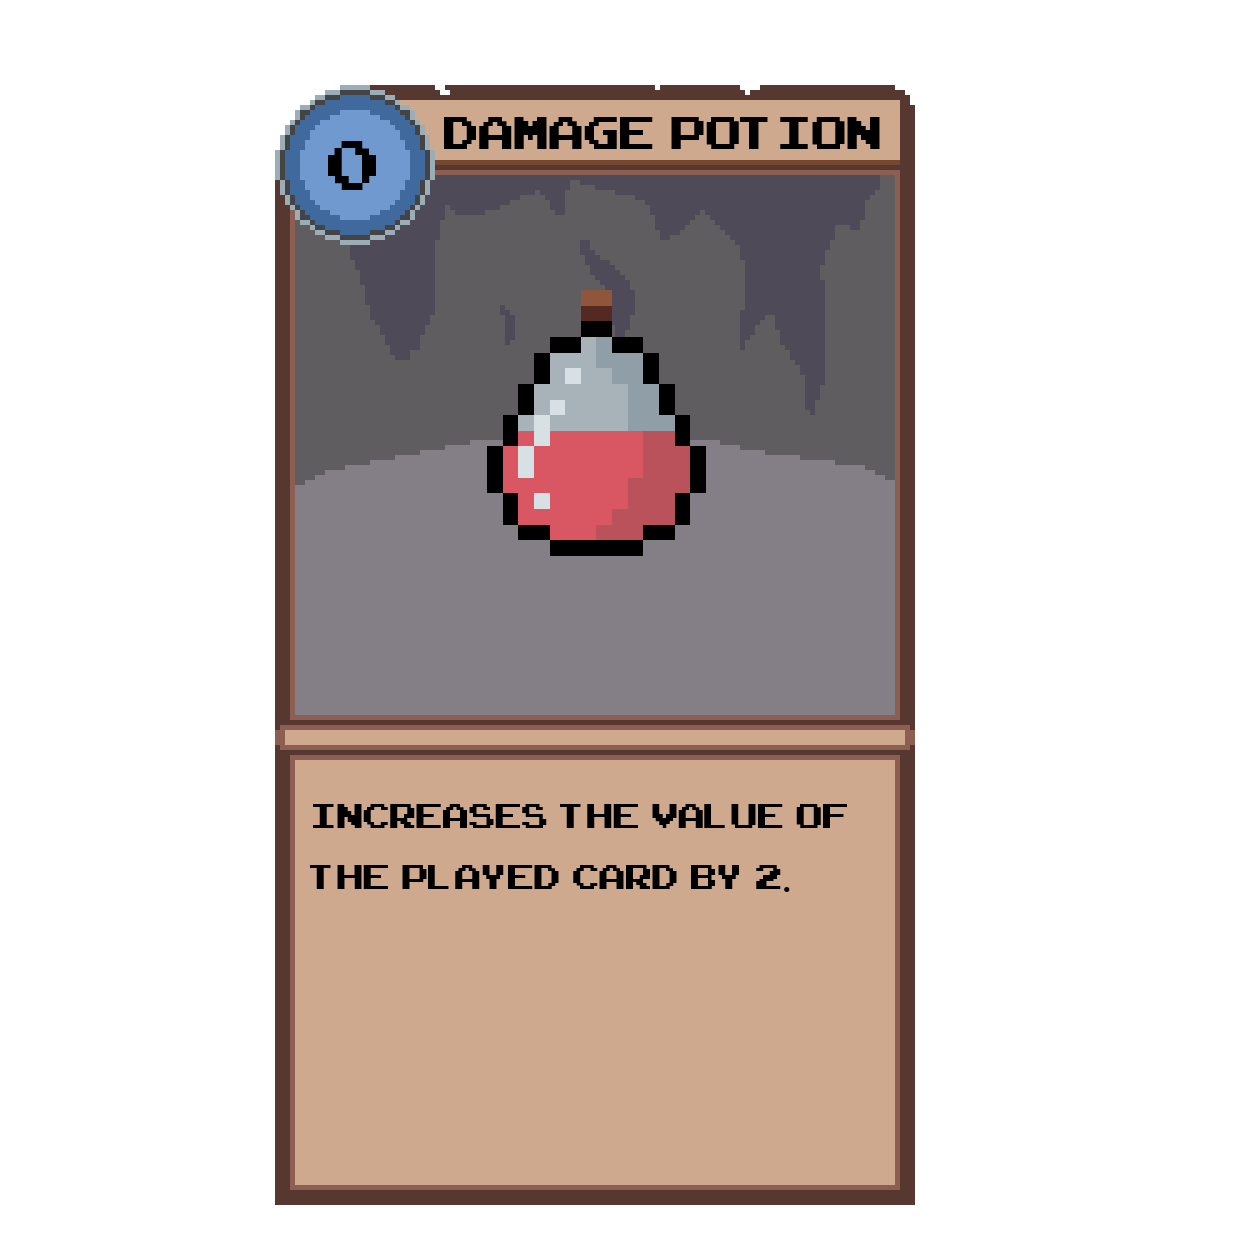 0
DAMAGE POTION
INCREASES THE VALUE OF
THE PLAYED CARD BY 2.